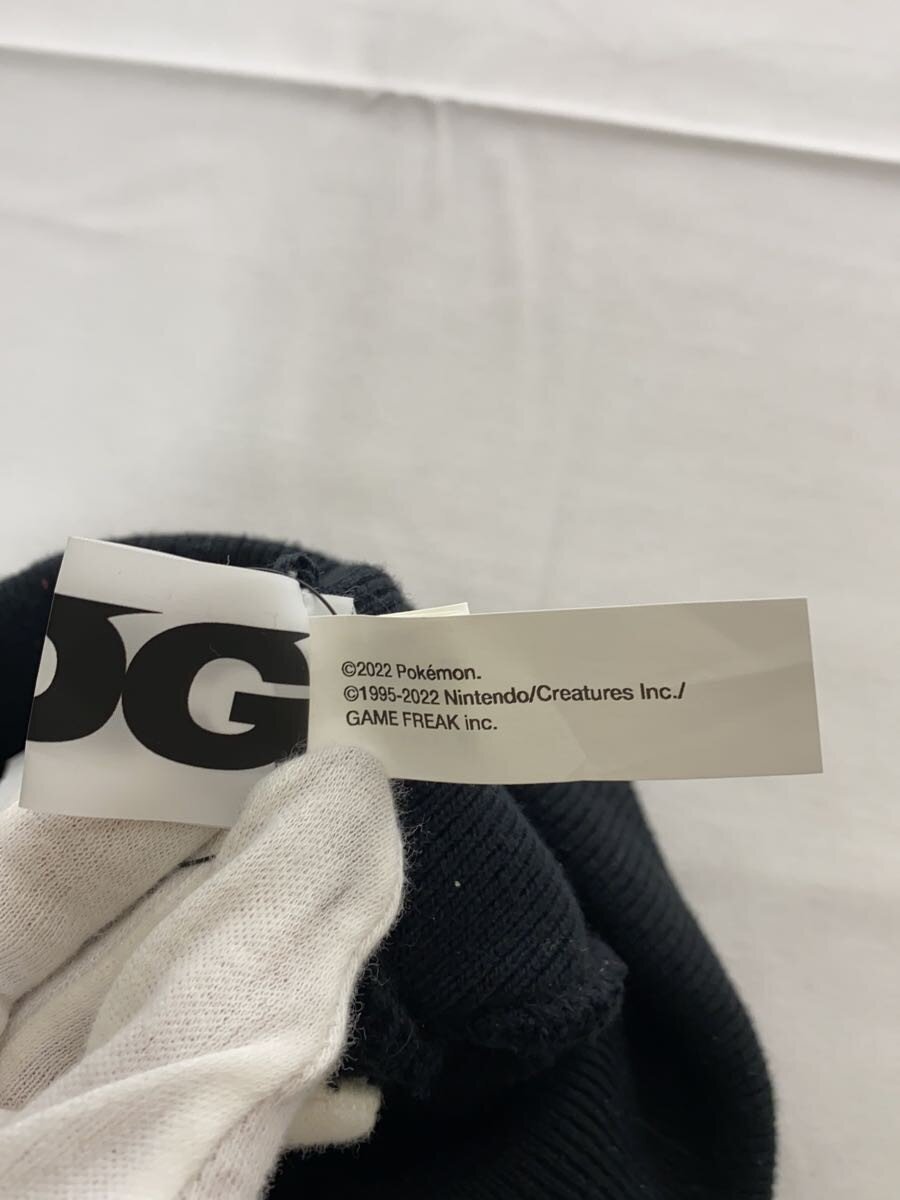 OG
©2022 Pokémon.
©1995-2022 Nintendo/Creatures Inc./
GAME FREAK inc.